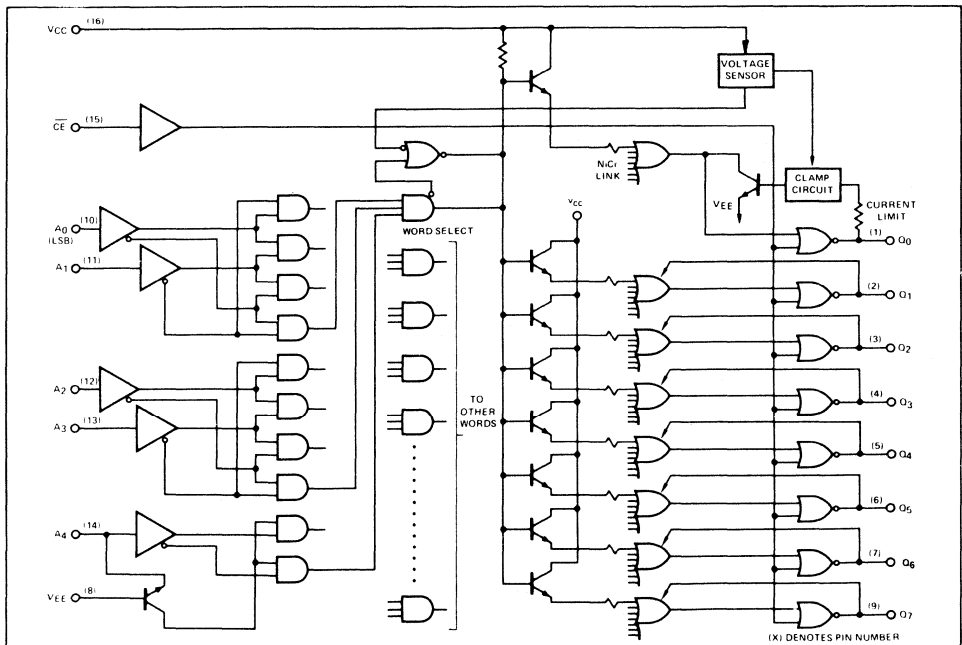 VCC (16)
VOLTAGE
SENSOR
CE (15)
NiCr
LINK
CLAMP
CIRCUIT
VEE
CURRENT
LIMIT
VCC
WORD SELECT
A0 (10)
(LSB)
A1 (11)
(1) Q0
(2) Q1
(3) Q2
A2 (12)
A3 (13)
TO
OTHER
WORDS
(4) Q3
(5) Q4
(6) Q5
A4 (14)
VEE (8)
(7) Q6
(9) Q7
(X) DENOTES PIN NUMBER